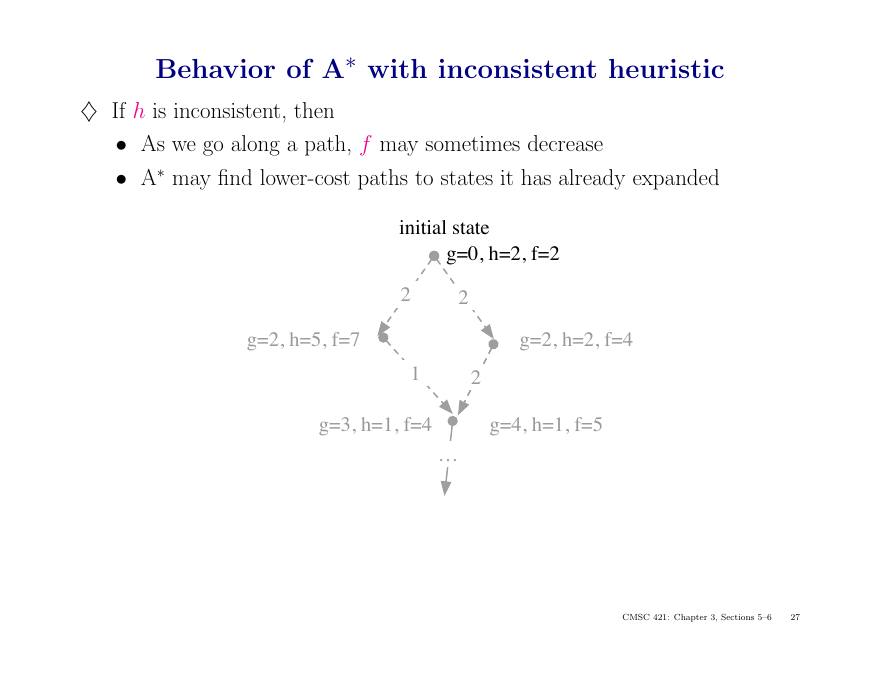 Behavior of A* with inconsistent heuristic
♢ If h is inconsistent, then
• As we go along a path, f may sometimes decrease
• A* may find lower-cost paths to states it has already expanded
initial state
g=0, h=2, f=2
2 2
g=2, h=5, f=7 g=2, h=2, f=4
1 2
g=3, h=1, f=4 g=4, h=1, f=5
...
CMSC 421: Chapter 3, Sections 5–6 27